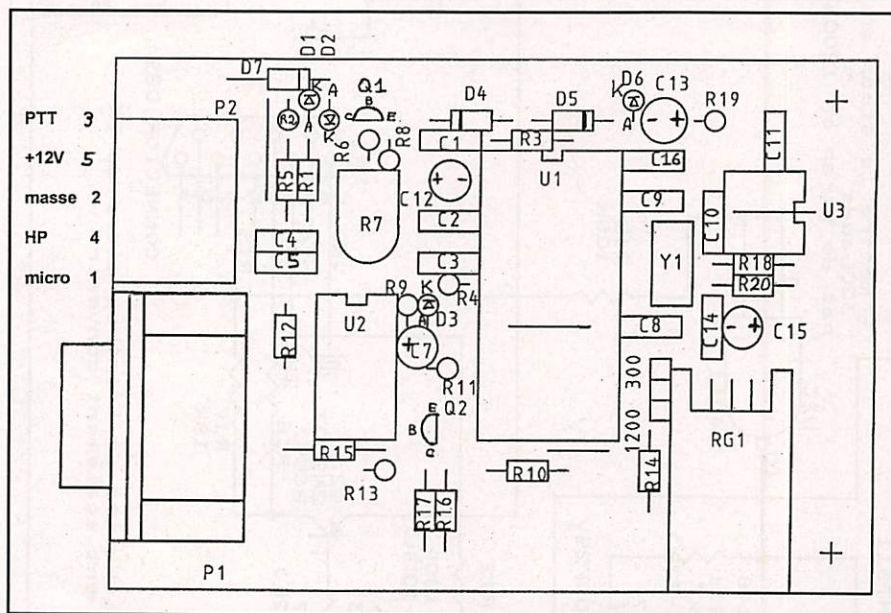 D1
D2
D7
K
A
Q1
B
C
E
D4
D5
D6
K
A
C13
R19
P2
PTT 3
+12V 5
masse 2
HP 4
micro 1
R2
A
K
R6
R8
C1
R3
C16
C11
R5
R1
C12
U1
C9
C10
U3
R7
C2
C4
C5
C3
Y1
R18
R20
R9
K
R4
A
D3
U2
R12
C7
C8
C14
C15
R11
300
1200
E
Q2
B
C
RG1
R15
R13
R10
R14
R17
R16
P1